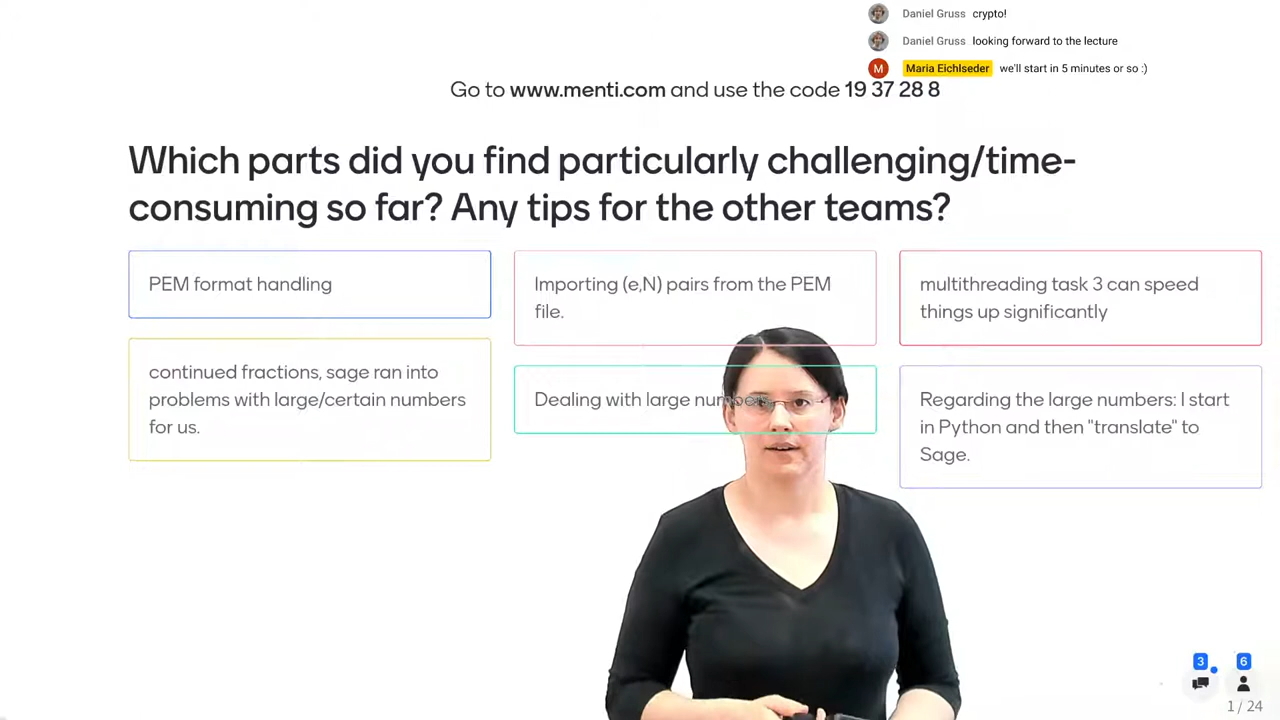 Daniel Gruss crypto!
Daniel Gruss looking forward to the lecture
M Maria Eichlseder we'll start in 5 minutes or so :)
Go to www.menti.com and use the code 19 37 28 8
Which parts did you find particularly challenging/time-
consuming so far? Any tips for the other teams?
PEM format handling
Importing (e,N) pairs from the PEM
file.
multithreading task 3 can speed
things up significantly
continued fractions, sage ran into
problems with large/certain numbers
for us.
Dealing with large numbers.
Regarding the large numbers: I start
in Python and then "translate" to
Sage.
3
6
1 / 24